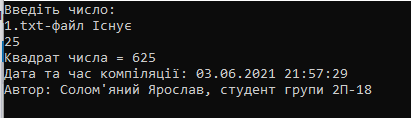 Введіть число:
1.txt-файл Існує
25
Квадрат числа = 625
Дата та час компіляції: 03.06.2021 21:57:29
Автор: Солом'яний Ярослав, студент групи 2П-18